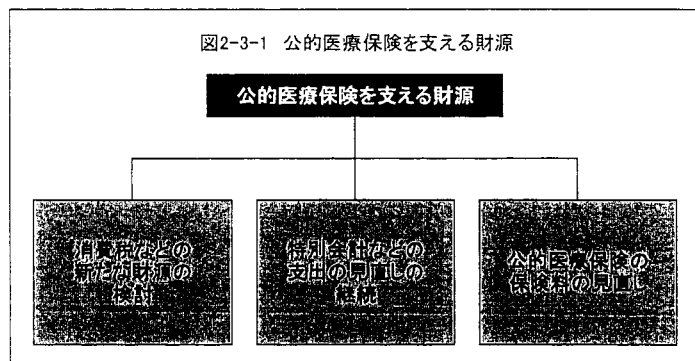 図2-3-1 公的医療保険を支える財源
公的医療保険を支える財源
消費税などの
新たな財源の
検討
特別会計などの
支出の見直しの
継続
公的医療保険の
保険料の見直し